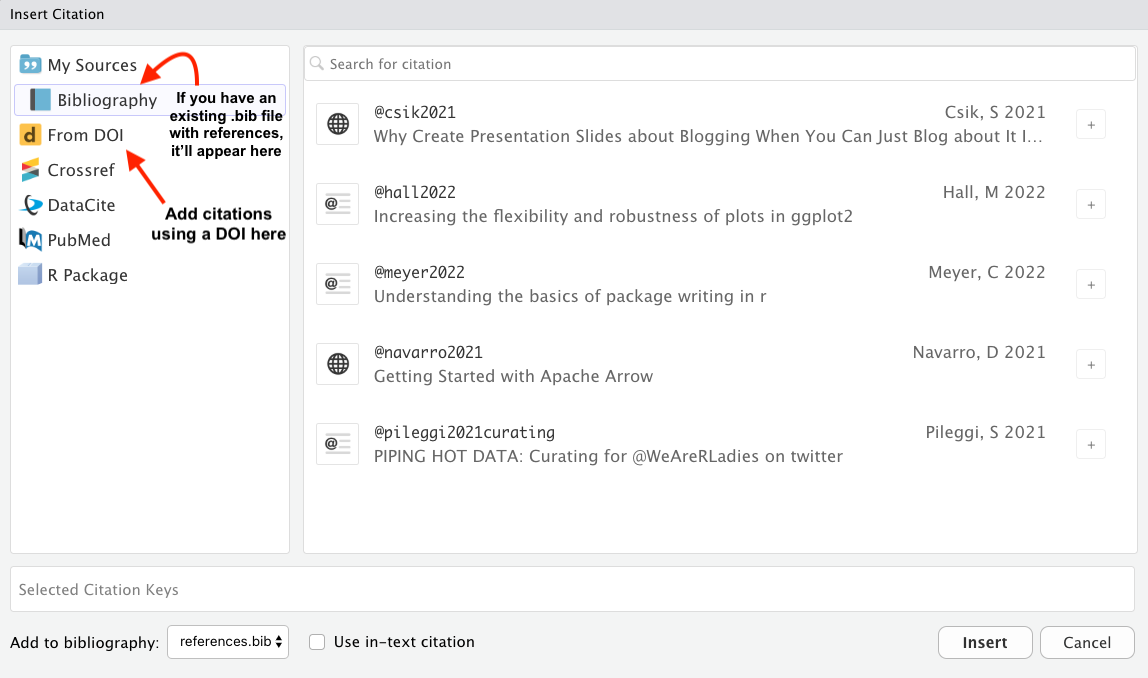 Insert Citation
My Sources
Bibliography
If you have an
existing .bib file
with references,
it'll appear here
From DOI
Crossref
DataCite
Add citations
using a DOI here
PubMed
R Package
Search for citation
@csik2021
Csik, S 2021
Why Create Presentation Slides about Blogging When You Can Just Blog about It I...
@hall2022
Hall, M 2022
Increasing the flexibility and robustness of plots in ggplot2
@meyer2022
Meyer, C 2022
Understanding the basics of package writing in r
@navarro2021
Navarro, D 2021
Getting Started with Apache Arrow
@pileggi2021curating
Pileggi, S 2021
PIPING HOT DATA: Curating for @WeAreRLadies on twitter
Selected Citation Keys
Add to bibliography: references.bib
Use in-text citation
Insert
Cancel